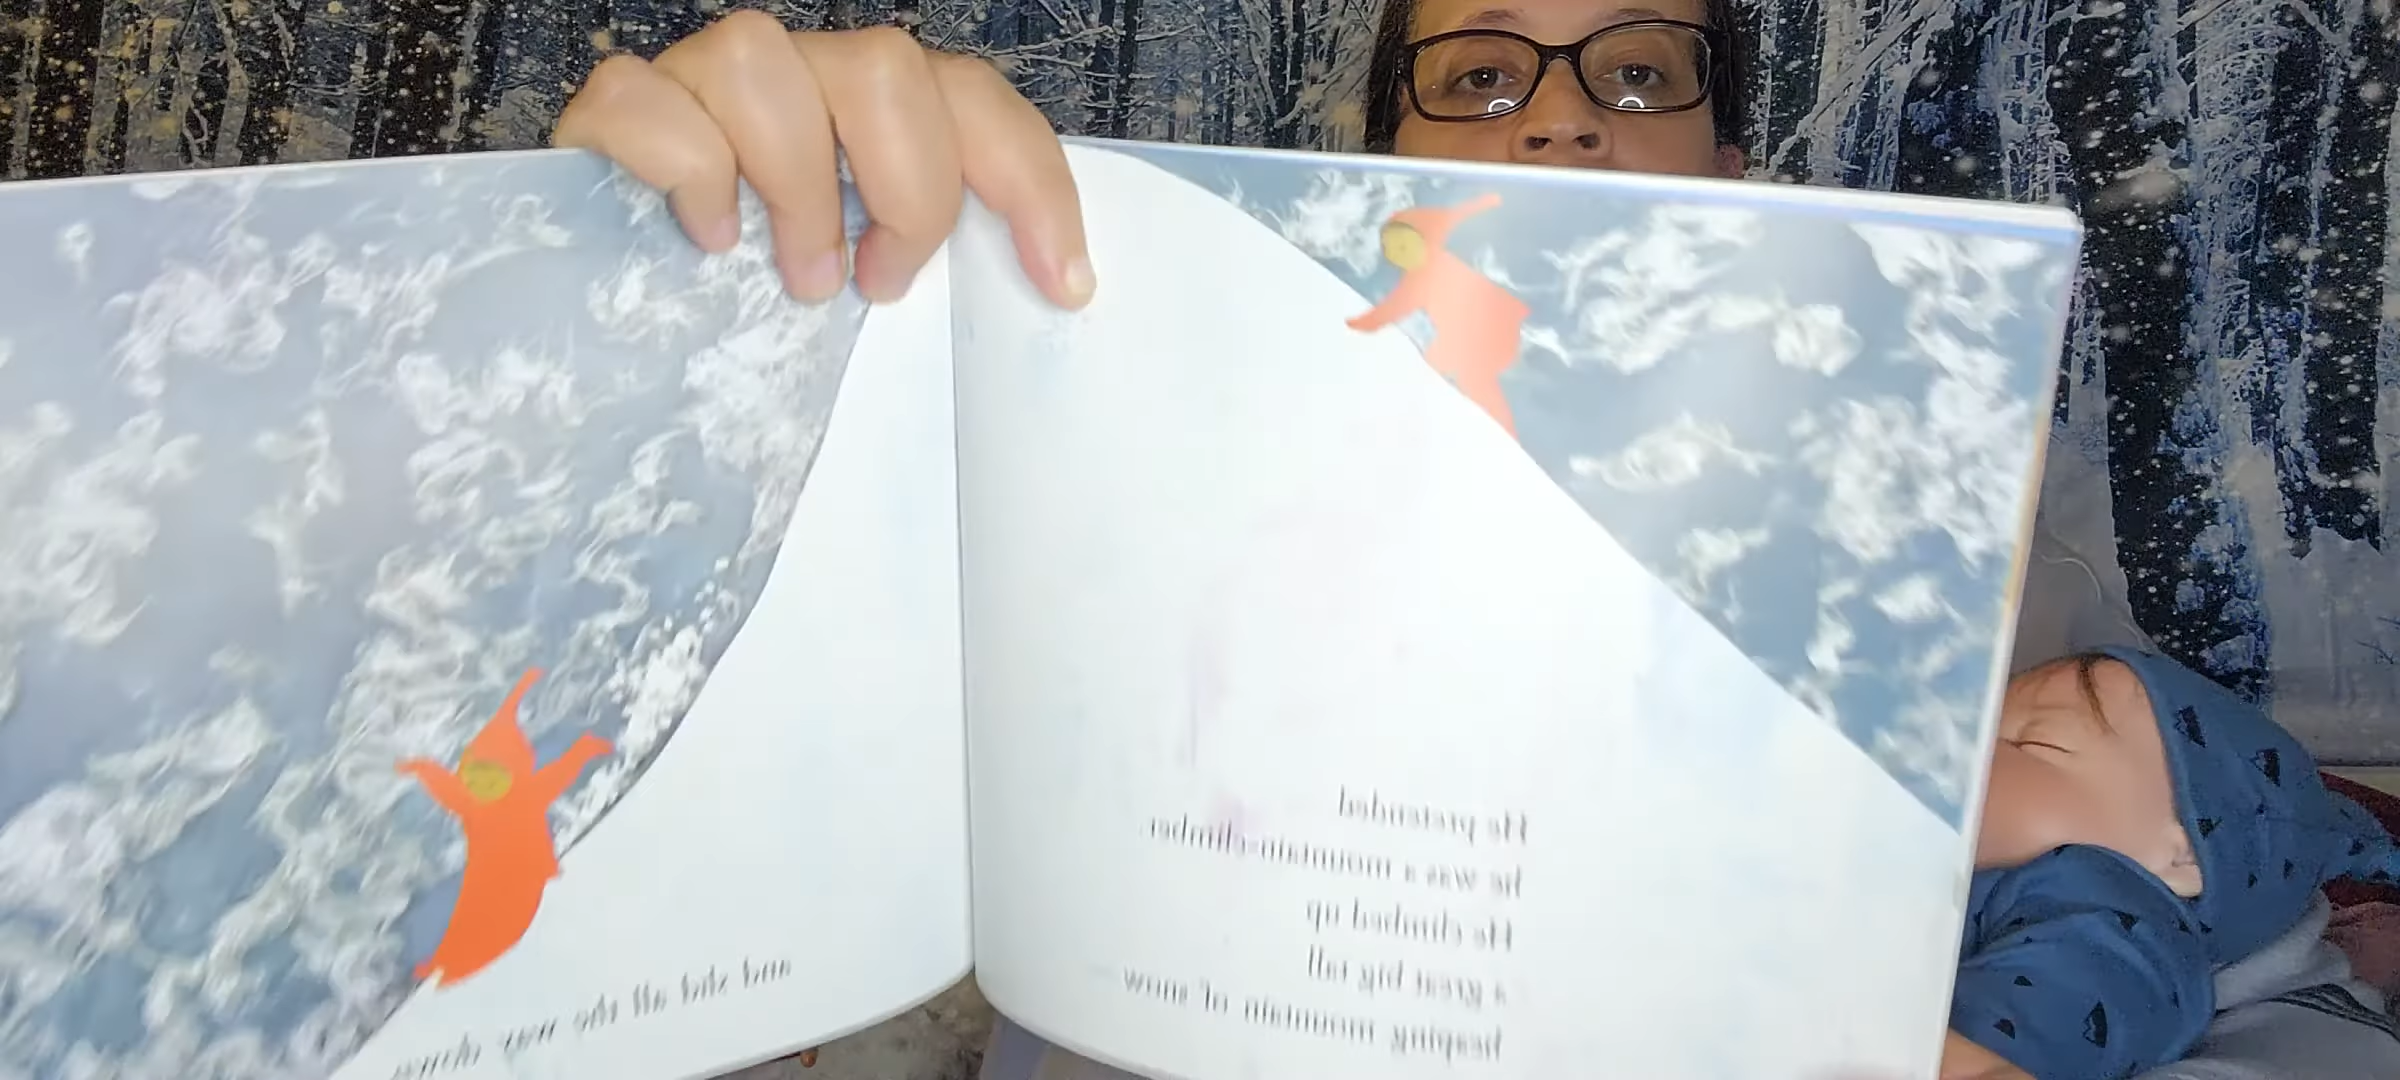 He pretended
he was a mountain-climber.
He climbed up
a great big tall
heaping mountain of snow—
and slid all the way down.